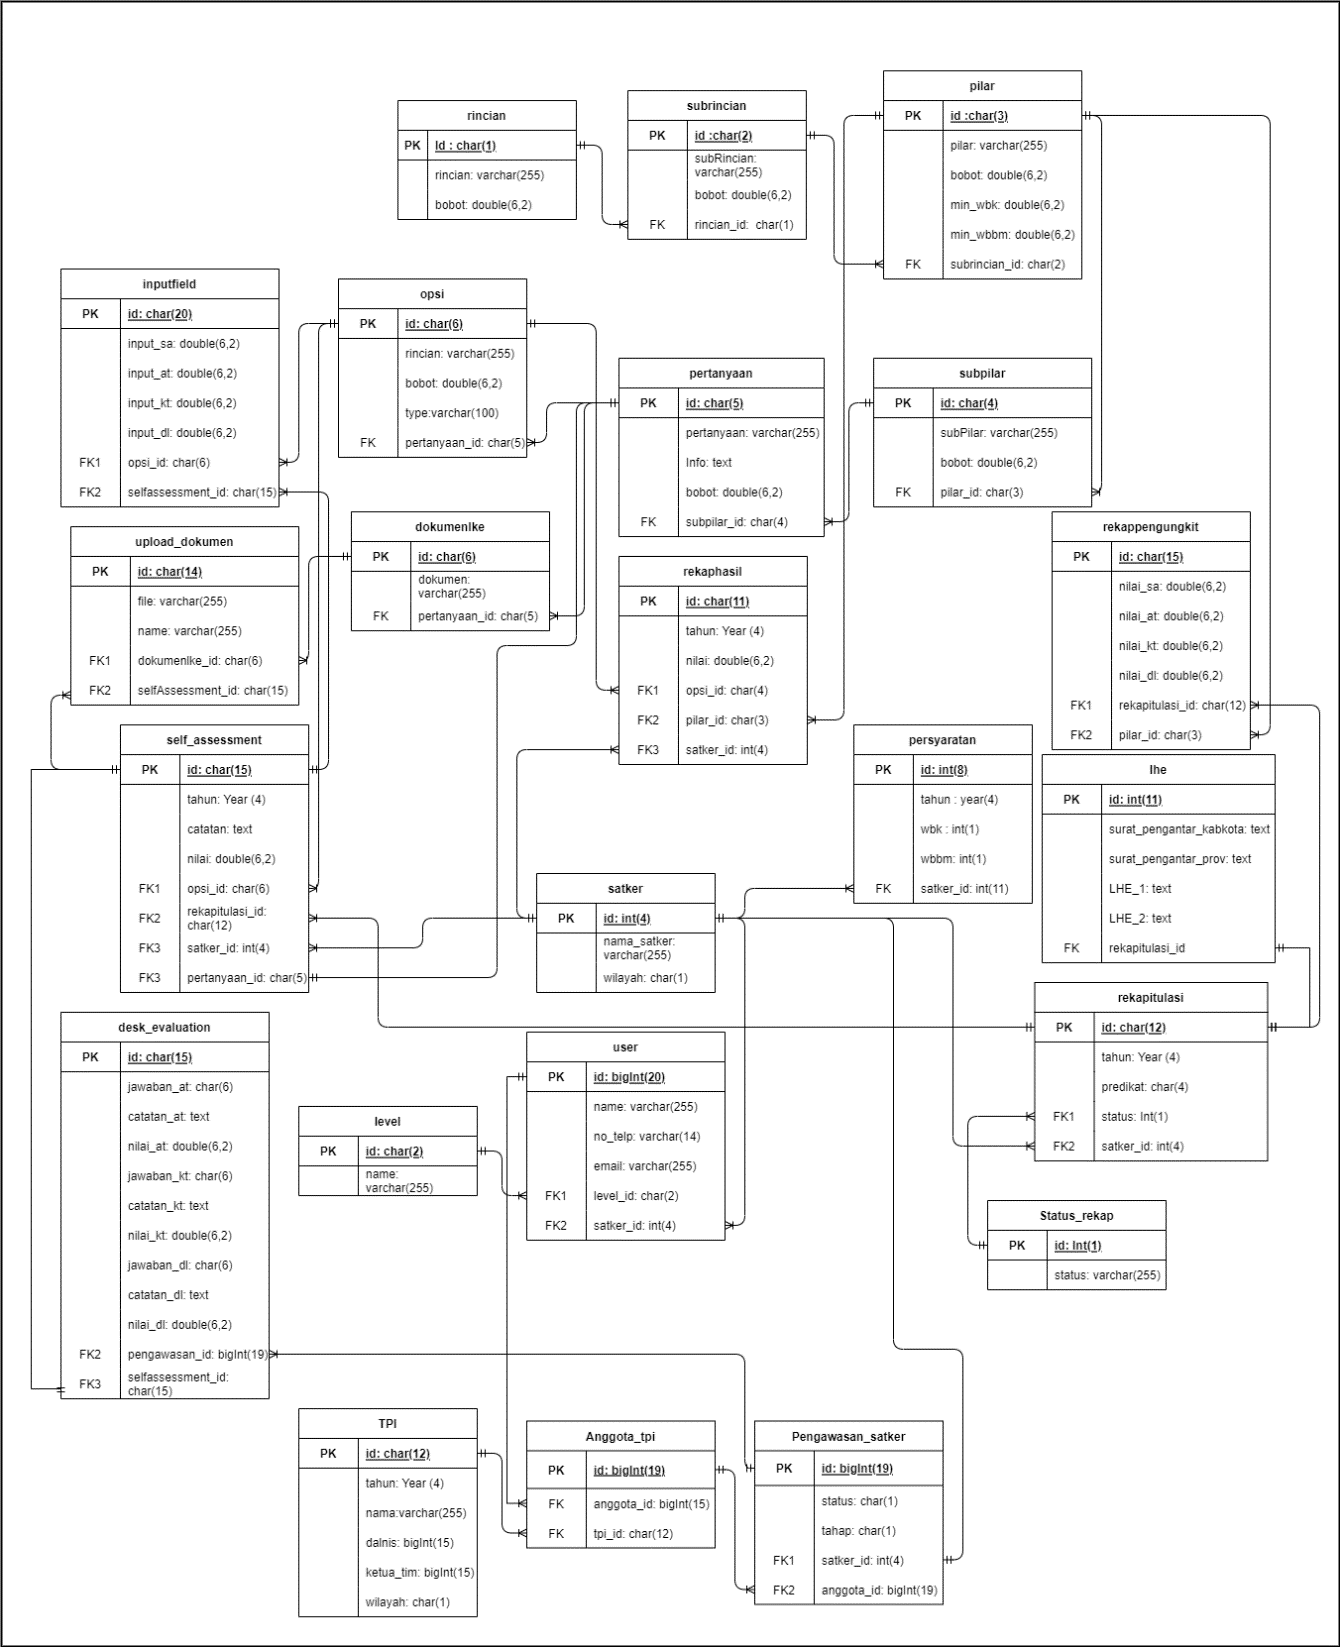 rincian
PK Id : char(1)
rincian: varchar(255)
bobot: double(6,2)
subrincian
PK id :char(2)
subRincian:
varchar(255)
bobot: double(6,2)
FK rincian_id: char(1)
pilar
PK id :char(3)
pilar: varchar(255)
bobot: double(6,2)
min_wbk: double(6,2)
min_wbbm: double(6,2)
FK subrincian_id: char(2)
inputfield
PK id: char(20)
input_sa: double(6,2)
input_at: double(6,2)
input_kt: double(6,2)
input_dl: double(6,2)
FK1 opsi_id: char(6)
FK2 selfassessment_id: char(15)
opsi
PK id: char(6)
rincian: varchar(255)
bobot: double(6,2)
type:varchar(100)
FK pertanyaan_id: char(5)
pertanyaan
PK id: char(5)
pertanyaan: varchar(255)
Info: text
bobot: double(6,2)
FK subpilar_id: char(4)
subpilar
PK id: char(4)
subPilar: varchar(255)
bobot: double(6,2)
FK pilar_id: char(3)
upload_dokumen
PK id: char(14)
file: varchar(255)
name: varchar(255)
FK1 dokumenlke_id: char(6)
FK2 selfAssessment_id: char(15)
dokumenlke
PK id: char(6)
dokumen:
varchar(255)
FK pertanyaan_id: char(5)
rekaphasil
PK id: char(11)
tahun: Year (4)
nilai: double(6,2)
FK1 opsi_id: char(4)
FK2 pilar_id: char(3)
FK3 satker_id: int(4)
rekappengungkit
PK id: char(15)
nilai_sa: double(6,2)
nilai_at: double(6,2)
nilai_kt: double(6,2)
nilai_dl: double(6,2)
FK1 rekapitulasi_id: char(12)
FK2 pilar_id: char(3)
self_assessment
PK id: char(15)
tahun: Year (4)
catatan: text
nilai: double(6,2)
FK1 opsi_id: char(6)
FK2 rekapitulasi_id:
char(12)
FK3 satker_id: int(4)
FK3 pertanyaan_id: char(5)
persyaratan
PK id: int(8)
tahun : year(4)
wbk : int(1)
wbbm: int(1)
FK satker_id: int(11)
lhe
PK id: int(11)
surat_pengantar_kabkota: text
surat_pengantar_prov: text
LHE_1: text
LHE_2: text
FK rekapitulasi_id
satker
PK id: int(4)
nama_satker:
varchar(255)
wilayah: char(1)
rekapitulasi
PK id: char(12)
tahun: Year (4)
predikat: char(4)
FK1 status: Int(1)
FK2 satker_id: int(4)
desk_evaluation
PK id: char(15)
jawaban_at: char(6)
catatan_at: text
nilai_at: double(6,2)
jawaban_kt: char(6)
catatan_kt: text
nilai_kt: double(6,2)
jawaban_dl: char(6)
catatan_dl: text
nilai_dl: double(6,2)
FK2 pengawasan_id: bigInt(19)
FK3 selfassessment_id:
char(15)
user
PK id: bigInt(20)
name: varchar(255)
no_telp: varchar(14)
email: varchar(255)
FK1 level_id: char(2)
FK2 satker_id: int(4)
level
PK id: char(2)
name:
varchar(255)
Status_rekap
PK id: Int(1)
status: varchar(255)
TPI
PK id: char(12)
tahun: Year (4)
nama:varchar(255)
dalnis: bigInt(15)
ketua_tim: bigInt(15)
wilayah: char(1)
Anggota_tpi
PK id: bigInt(19)
FK anggota_id: bigInt(15)
FK tpi_id: char(12)
Pengawasan_satker
PK id: bigInt(19)
status: char(1)
tahap: char(1)
FK1 satker_id: int(4)
FK2 anggota_id: bigInt(19)